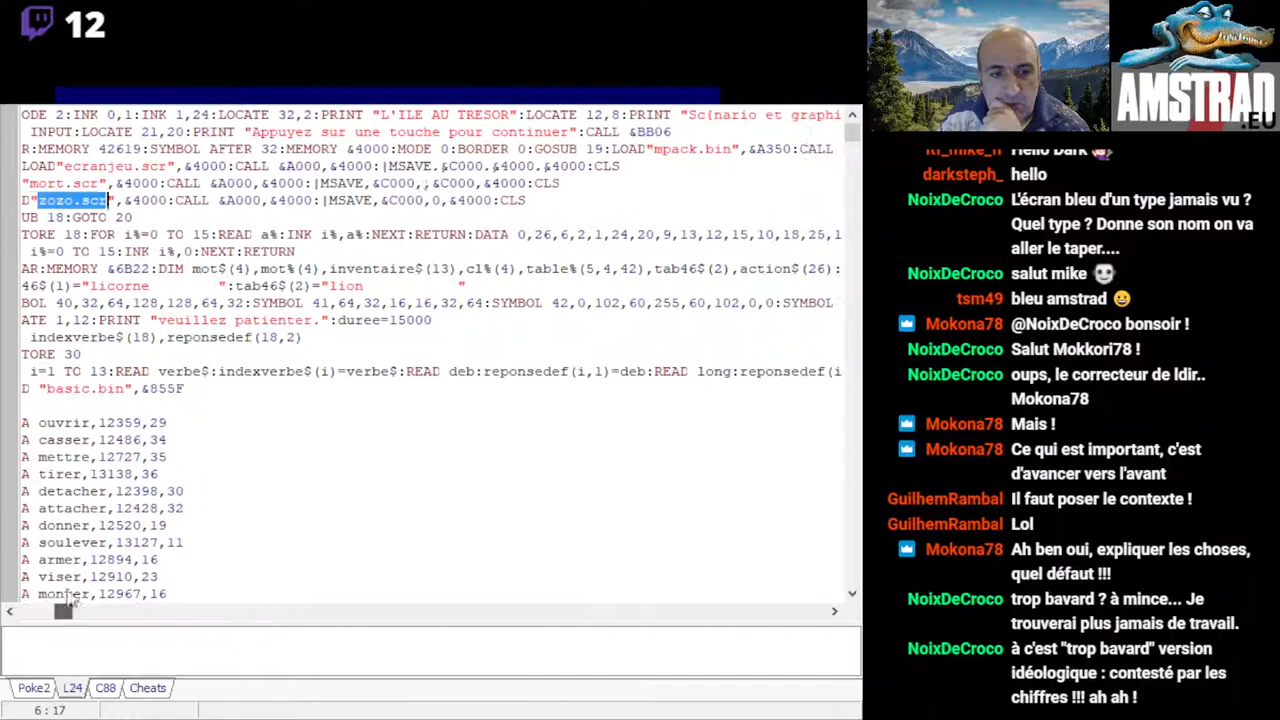 12
AMSTRAD
.EU
ODE 2:INK 0,1:INK 1,24:LOCATE 32,2:PRINT "L'ILE AU TRESOR":LOCATE 12,8:PRINT "Sc{nario et graphi
INPUT:LOCATE 21,20:PRINT "Appuyez sur une touche pour continuer":CALL &BB06
R:MEMORY 42619:SYMBOL AFTER 32:MEMORY &4000:MODE 0:BORDER 0:GOSUB 19:LOAD"mpack.bin",&A350:CALL
LOAD"ecranjeu.scr",&4000:CALL &A000,&4000:|MSAVE,&C000,&4000,&4000:CLS
"mort.scr",&4000:CALL &A000,&4000:|MSAVE,&C000,&C000,&4000:CLS
D"zozo.scr",&4000:CALL &A000,&4000:|MSAVE,&C000,0,&4000:CLS
UB 18:GOTO 20
TORE 18:FOR i%=0 TO 15:READ a%:INK i%,a%:NEXT:RETURN:DATA 0,26,6,2,1,24,20,9,13,12,15,10,18,25,1
i%=0 TO 15:INK i%,0:NEXT:RETURN
AR:MEMORY &6B22:DIM mot$(4),mot%(4),inventaire$(13),cl%(4),table%(5,4,42),tab46$(2),action$(26):
46$(1)="licorne        ":tab46$(2)="lion           "
BOL 40,32,64,128,128,64,32:SYMBOL 41,64,32,16,16,32,64:SYMBOL 42,0,102,60,255,60,102,0,0:SYMBOL
ATE 1,12:PRINT "veuillez patienter.":duree=15000
indexverbe$(18),reponsedef(18,2)
TORE 30
i=1 TO 13:READ verbe$:indexverbe$(i)=verbe$:READ deb:reponsedef(i,1)=deb:READ long:reponsedef(i
D "basic.bin",&855F
A ouvrir,12359,29
A casser,12486,34
A mettre,12727,35
A tirer,13138,36
A detacher,12398,30
A attacher,12428,32
A donner,12520,19
A soulever,13127,11
A armer,12894,16
A viser,12910,23
A monter,12967,16
Poke2 L24 C88 Cheats
6:17
ltl_mike_ll Hello Dark
darksteph_ hello
NoixDeCroco L'écran bleu d'un type jamais vu ?
Quel type ? Donne son nom on va
aller le taper....
NoixDeCroco salut mike
tsm49 bleu amstrad
Mokona78 @NoixDeCroco bonsoir !
NoixDeCroco Salut Mokkori78 !
NoixDeCroco oups, le correcteur de ldir..
Mokona78
Mokona78 Mais !
Mokona78 Ce qui est important, c'est
d'avancer vers l'avant
GuilhemRambal Il faut poser le contexte !
GuilhemRambal Lol
Mokona78 Ah ben oui, expliquer les choses,
quel défaut !!!
NoixDeCroco trop bavard ? à mince... Je
trouverai plus jamais de travail.
NoixDeCroco à c'est "trop bavard" version
idéologique : contesté par les
chiffres !!! ah ah !